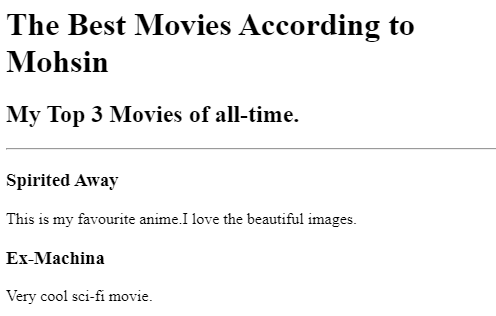 The Best Movies According to
Mohsin
My Top 3 Movies of all-time.
Spirited Away
This is my favourite anime.I love the beautiful images.
Ex-Machina
Very cool sci-fi movie.